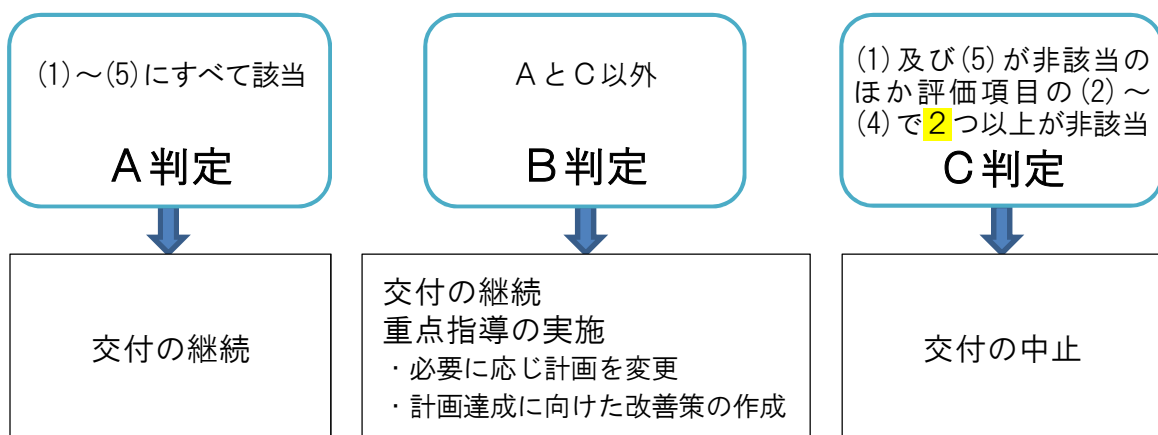 (1)～(5)にすべて該当
A判定
交付の継続
AとC以外
B判定
交付の継続
重点指導の実施
・必要に応じ計画を変更
・計画達成に向けた改善策の作成
(1)及び(5)が非該当の
ほか評価項目の(2)～
(4)で２つ以上が非該当
C判定
交付の中止